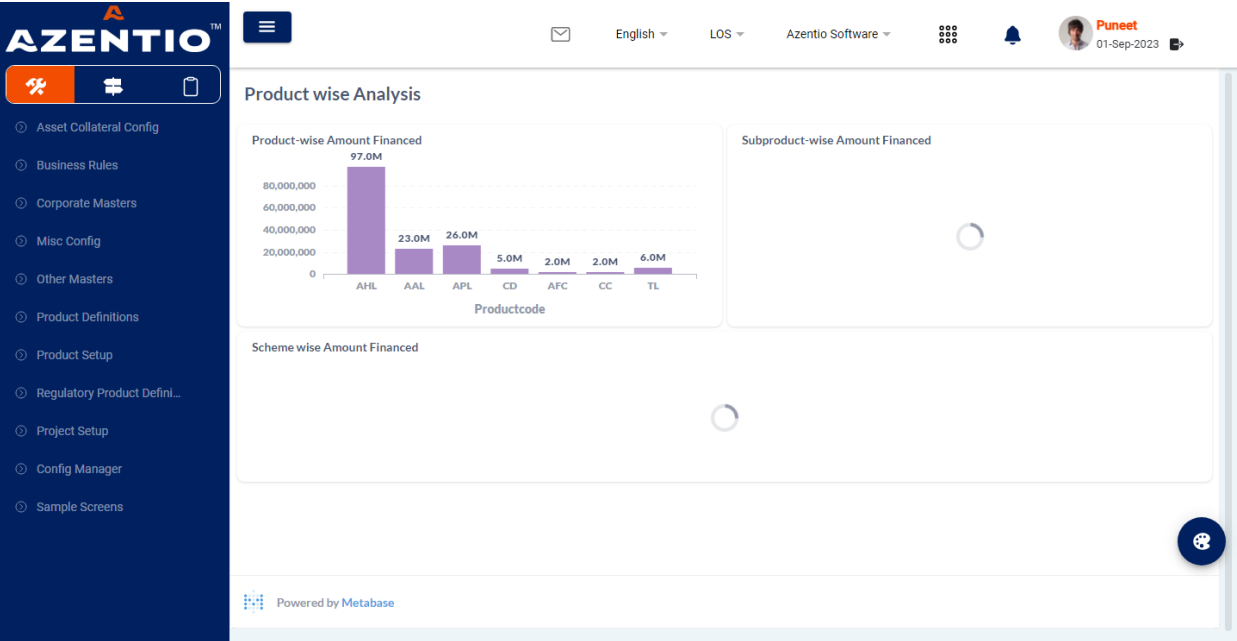 AZENTIO™
English
LOS
Azentio Software
Puneet
01-Sep-2023
Asset Collateral Config
Business Rules
Corporate Masters
Misc Config
Other Masters
Product Definitions
Product Setup
Regulatory Product Defini...
Project Setup
Config Manager
Sample Screens
Product wise Analysis
Product-wise Amount Financed
97.0M
80,000,000
60,000,000
40,000,000
20,000,000
0
23.0M
26.0M
5.0M
2.0M
2.0M
6.0M
AHL AAL APL CD AFC CC TL
Productcode
Subproduct-wise Amount Financed
Scheme wise Amount Financed
Powered by Metabase